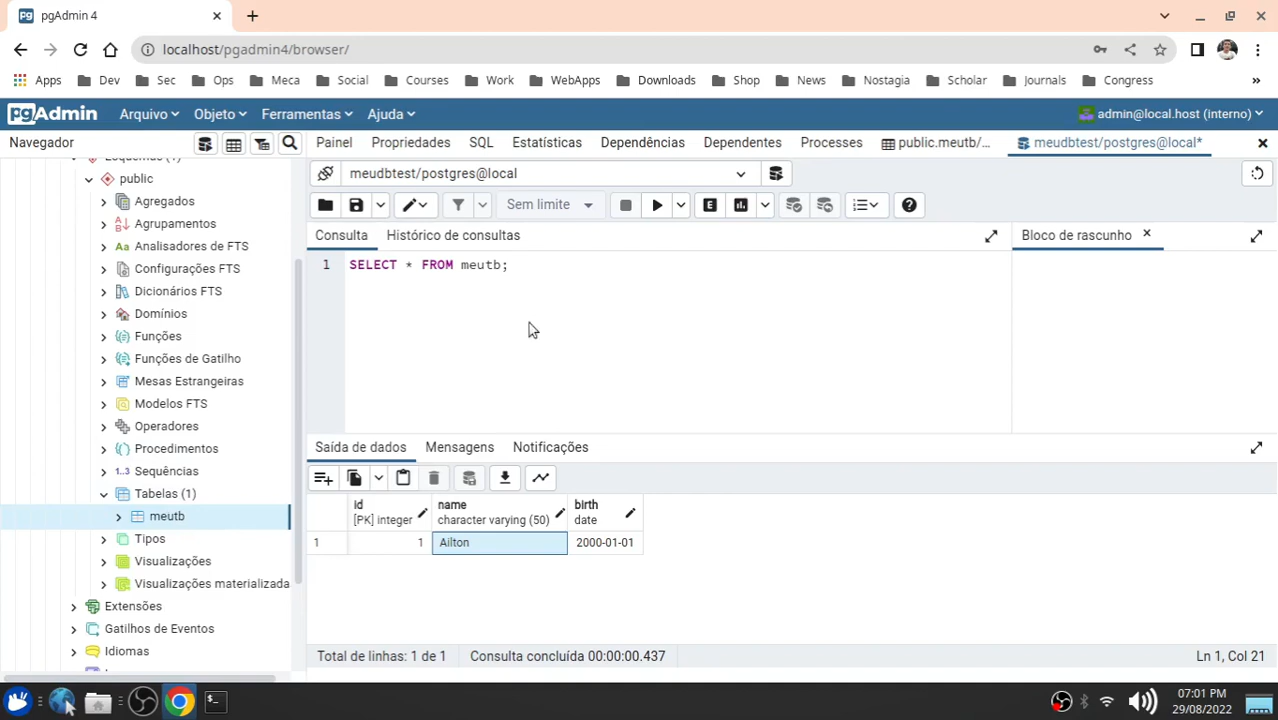 pgAdmin 4
localhost/pgadmin4/browser/
Apps Dev Sec Ops Meca Social Courses Work WebApps Downloads Shop News Nostagia Scholar Journals Congress »
pgAdmin Arquivo Objeto Ferramentas Ajuda admin@local.host (interno)
Navegador
Painel Propriedades SQL Estatísticas Dependências Dependentes Processes public.meutb/... meudbtest/postgres@local*
meudbtest/postgres@local
Sem limite
Consulta Histórico de consultas
Bloco de rascunho
1 SELECT * FROM meutb;
Esquemas (1)
public
Agregados
Agrupamentos
Analisadores de FTS
Configurações FTS
Dicionários FTS
Domínios
Funções
Funções de Gatilho
Mesas Estrangeiras
Modelos FTS
Operadores
Procedimentos
1..3 Sequências
Tabelas (1)
meutb
Tipos
Visualizações
Visualizações materializada
Extensões
Gatilhos de Eventos
Idiomas
Saída de dados Mensagens Notificações
id name birth
[PK] integer character varying (50) date
1 1 Ailton 2000-01-01
Total de linhas: 1 de 1 Consulta concluída 00:00:00.437 Ln 1, Col 21
07:01 PM
29/08/2022